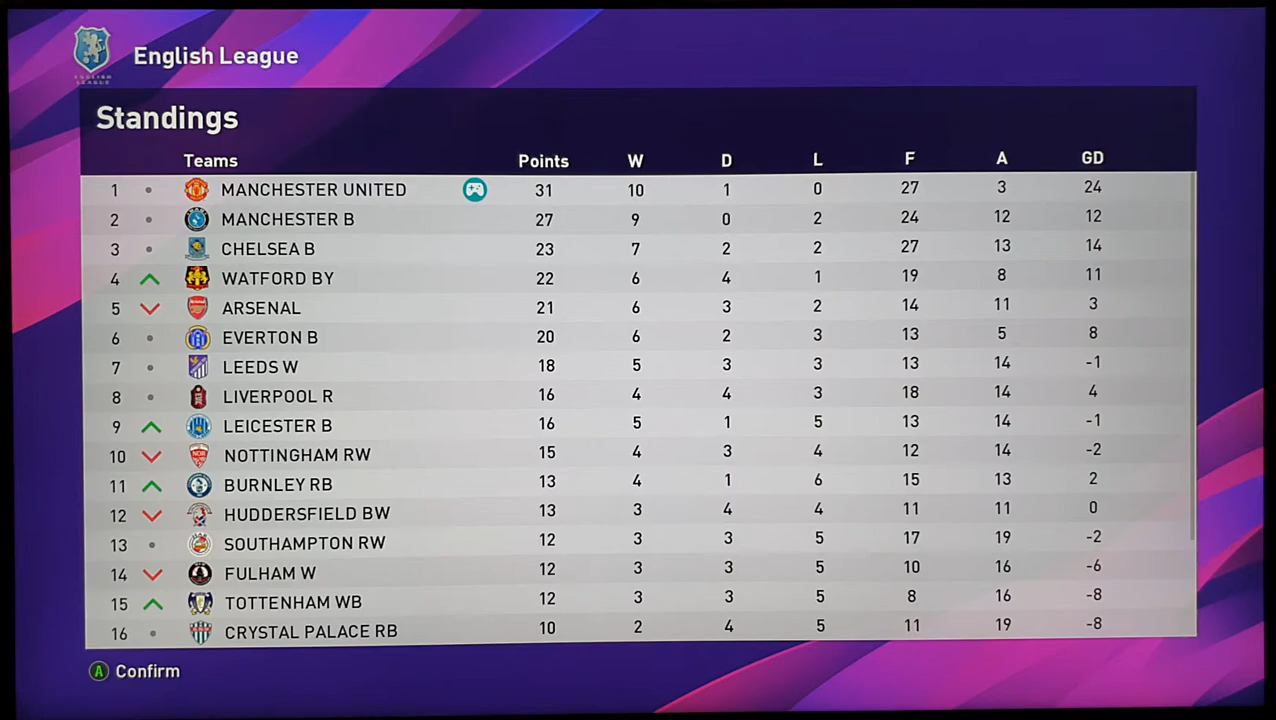 English League
ENGLISH LEAGUE
Standings
Teams Points W D L F A GD
1 MANCHESTER UNITED 31 10 1 0 27 3 24
2 MANCHESTER B 27 9 0 2 24 12 12
3 CHELSEA B 23 7 2 2 27 13 14
4 WATFORD BY 22 6 4 1 19 8 11
5 ARSENAL 21 6 3 2 14 11 3
6 EVERTON B 20 6 2 3 13 5 8
7 LEEDS W 18 5 3 3 13 14 -1
8 LIVERPOOL R 16 4 4 3 18 14 4
9 LEICESTER B 16 5 1 5 13 14 -1
10 NOTTINGHAM RW 15 4 3 4 12 14 -2
11 BURNLEY RB 13 4 1 6 15 13 2
12 HUDDERSFIELD BW 13 3 4 4 11 11 0
13 SOUTHAMPTON RW 12 3 3 5 17 19 -2
14 FULHAM W 12 3 3 5 10 16 -6
15 TOTTENHAM WB 12 3 3 5 8 16 -8
16 CRYSTAL PALACE RB 10 2 4 5 11 19 -8
A Confirm